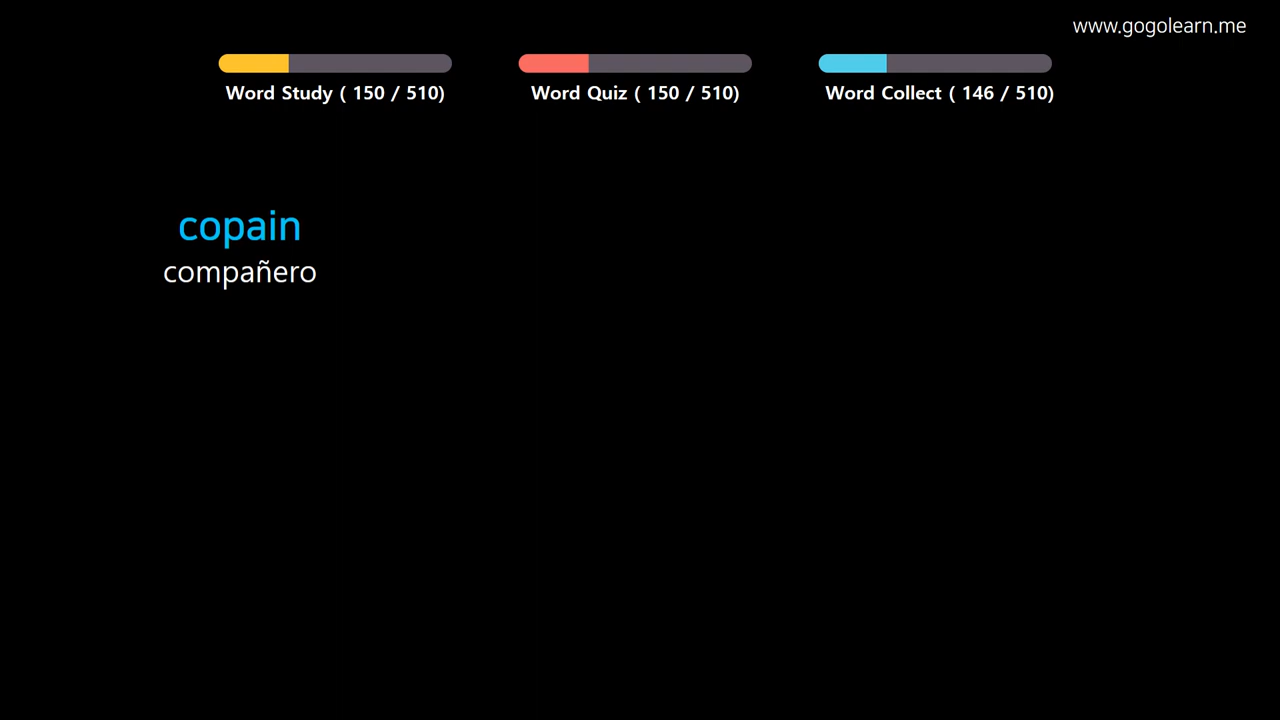 www.gogolearn.me
Word Study ( 150 / 510)
Word Quiz ( 150 / 510)
Word Collect ( 146 / 510)
copain
compañero